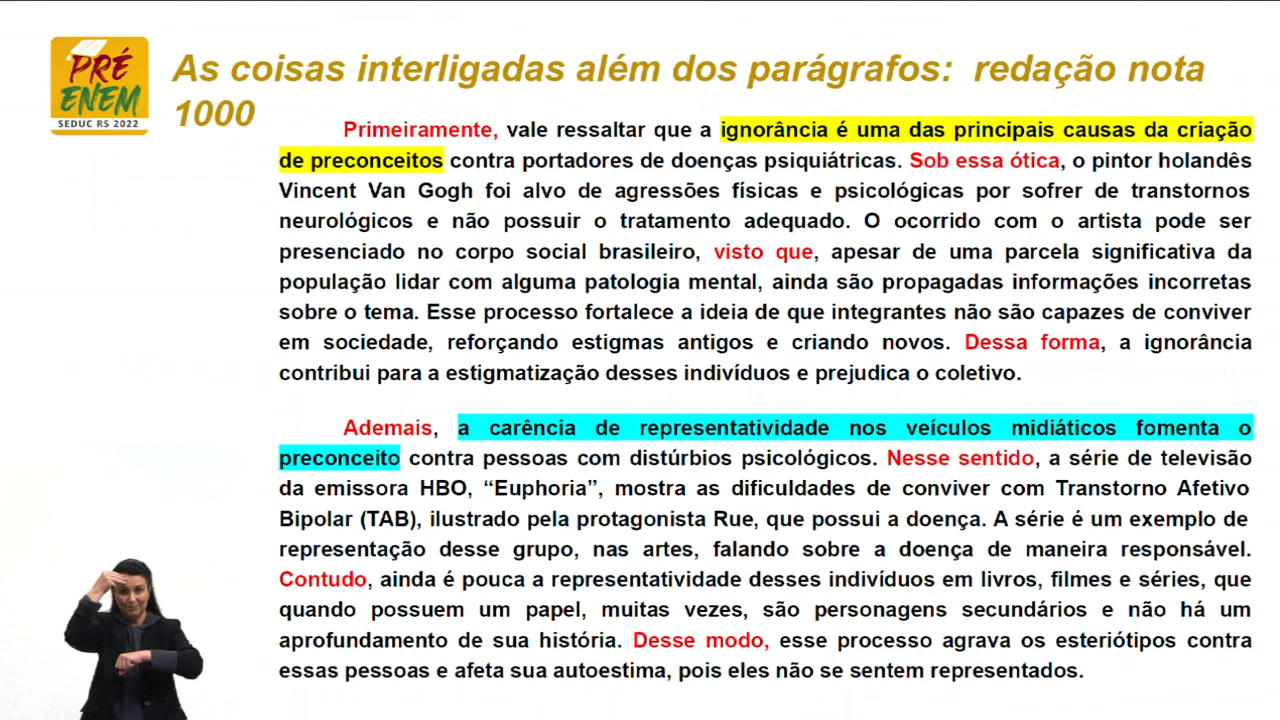 PRÉ
ENEM
SEDUC RS 2022
As coisas interligadas além dos parágrafos: redação nota
1000
Primeiramente, vale ressaltar que a ignorância é uma das principais causas da criação
de preconceitos contra portadores de doenças psiquiátricas. Sob essa ótica, o pintor holandês
Vincent Van Gogh foi alvo de agressões físicas e psicológicas por sofrer de transtornos
neurológicos e não possuir o tratamento adequado. O ocorrido com o artista pode ser
presenciado no corpo social brasileiro, visto que, apesar de uma parcela significativa da
população lidar com alguma patologia mental, ainda são propagadas informações incorretas
sobre o tema. Esse processo fortalece a ideia de que integrantes não são capazes de conviver
em sociedade, reforçando estigmas antigos e criando novos. Dessa forma, a ignorância
contribui para a estigmatização desses indivíduos e prejudica o coletivo.
Ademais, a carência de representatividade nos veículos midiáticos fomenta o
preconceito contra pessoas com distúrbios psicológicos. Nesse sentido, a série de televisão
da emissora HBO, “Euphoria”, mostra as dificuldades de conviver com Transtorno Afetivo
Bipolar (TAB), ilustrado pela protagonista Rue, que possui a doença. A série é um exemplo de
representação desse grupo, nas artes, falando sobre a doença de maneira responsável.
Contudo, ainda é pouca a representatividade desses indivíduos em livros, filmes e séries, que
quando possuem um papel, muitas vezes, são personagens secundários e não há um
aprofundamento de sua história. Desse modo, esse processo agrava os esteriótipos contra
essas pessoas e afeta sua autoestima, pois eles não se sentem representados.